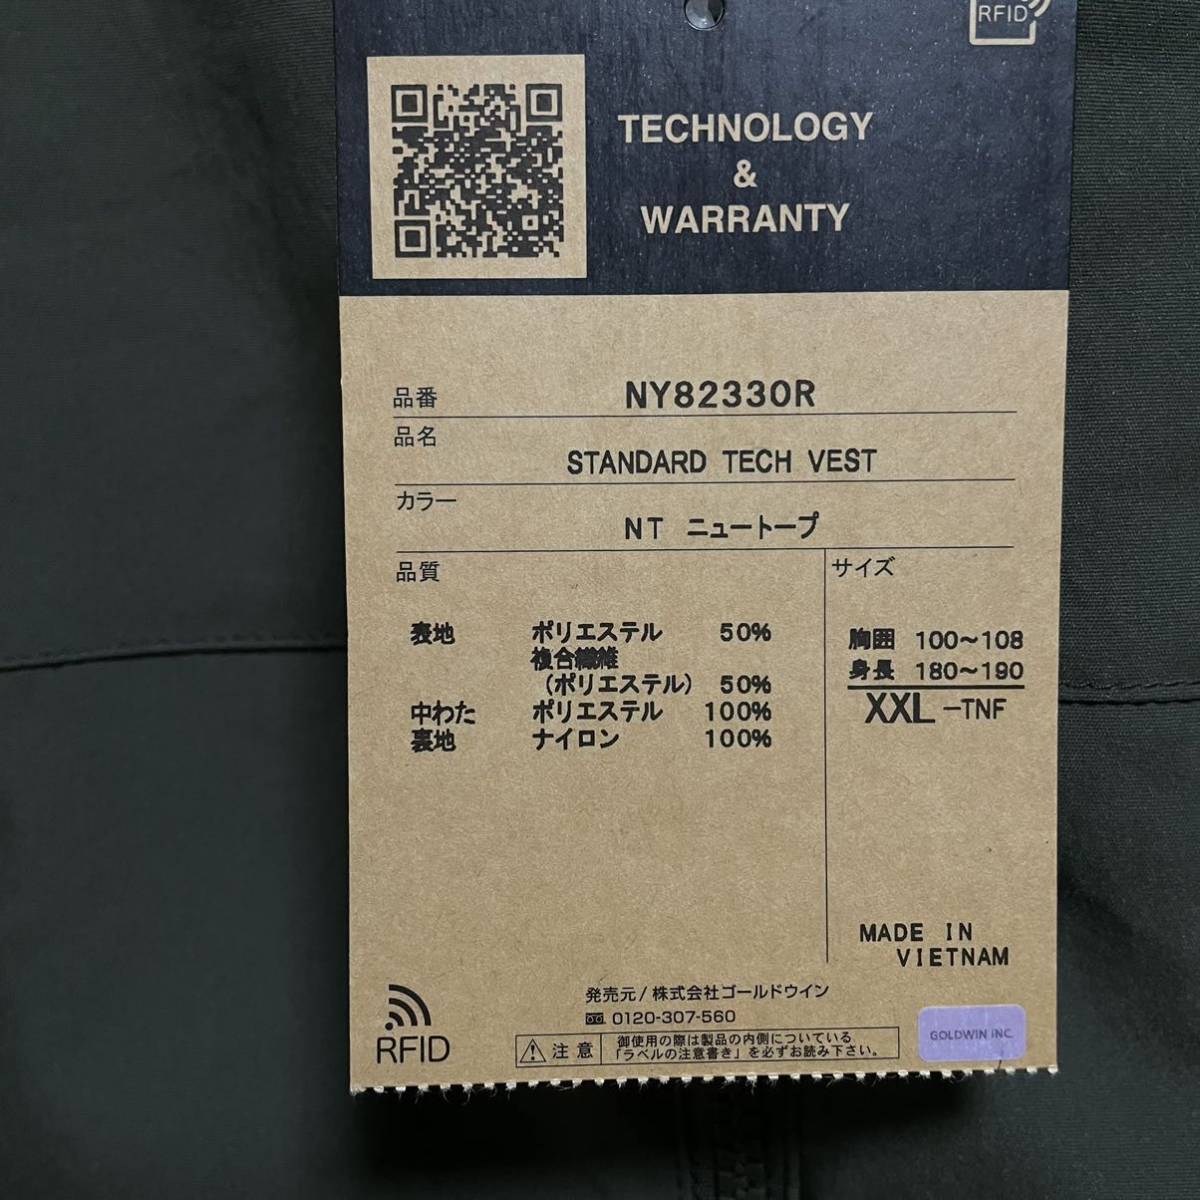 RFID
TECHNOLOGY
&
WARRANTY
品番 NY82330R
品名
STANDARD TECH VEST
カラー
NT ニュートープ
品質
サイズ
表地 ポリエステル 50%
複合繊維
(ポリエステル) 50%
中わた ポリエステル 100%
裏地 ナイロン 100%
胸囲 100〜108
身長 180〜190
XXL -TNF
MADE IN
VIETNAM
発売元/株式会社ゴールドウイン
0120-307-560
RFID
注意
御使用の際は製品の内側についている
「ラベルの注意書き」を必ずお読み下さい。
GOLDWIN INC.